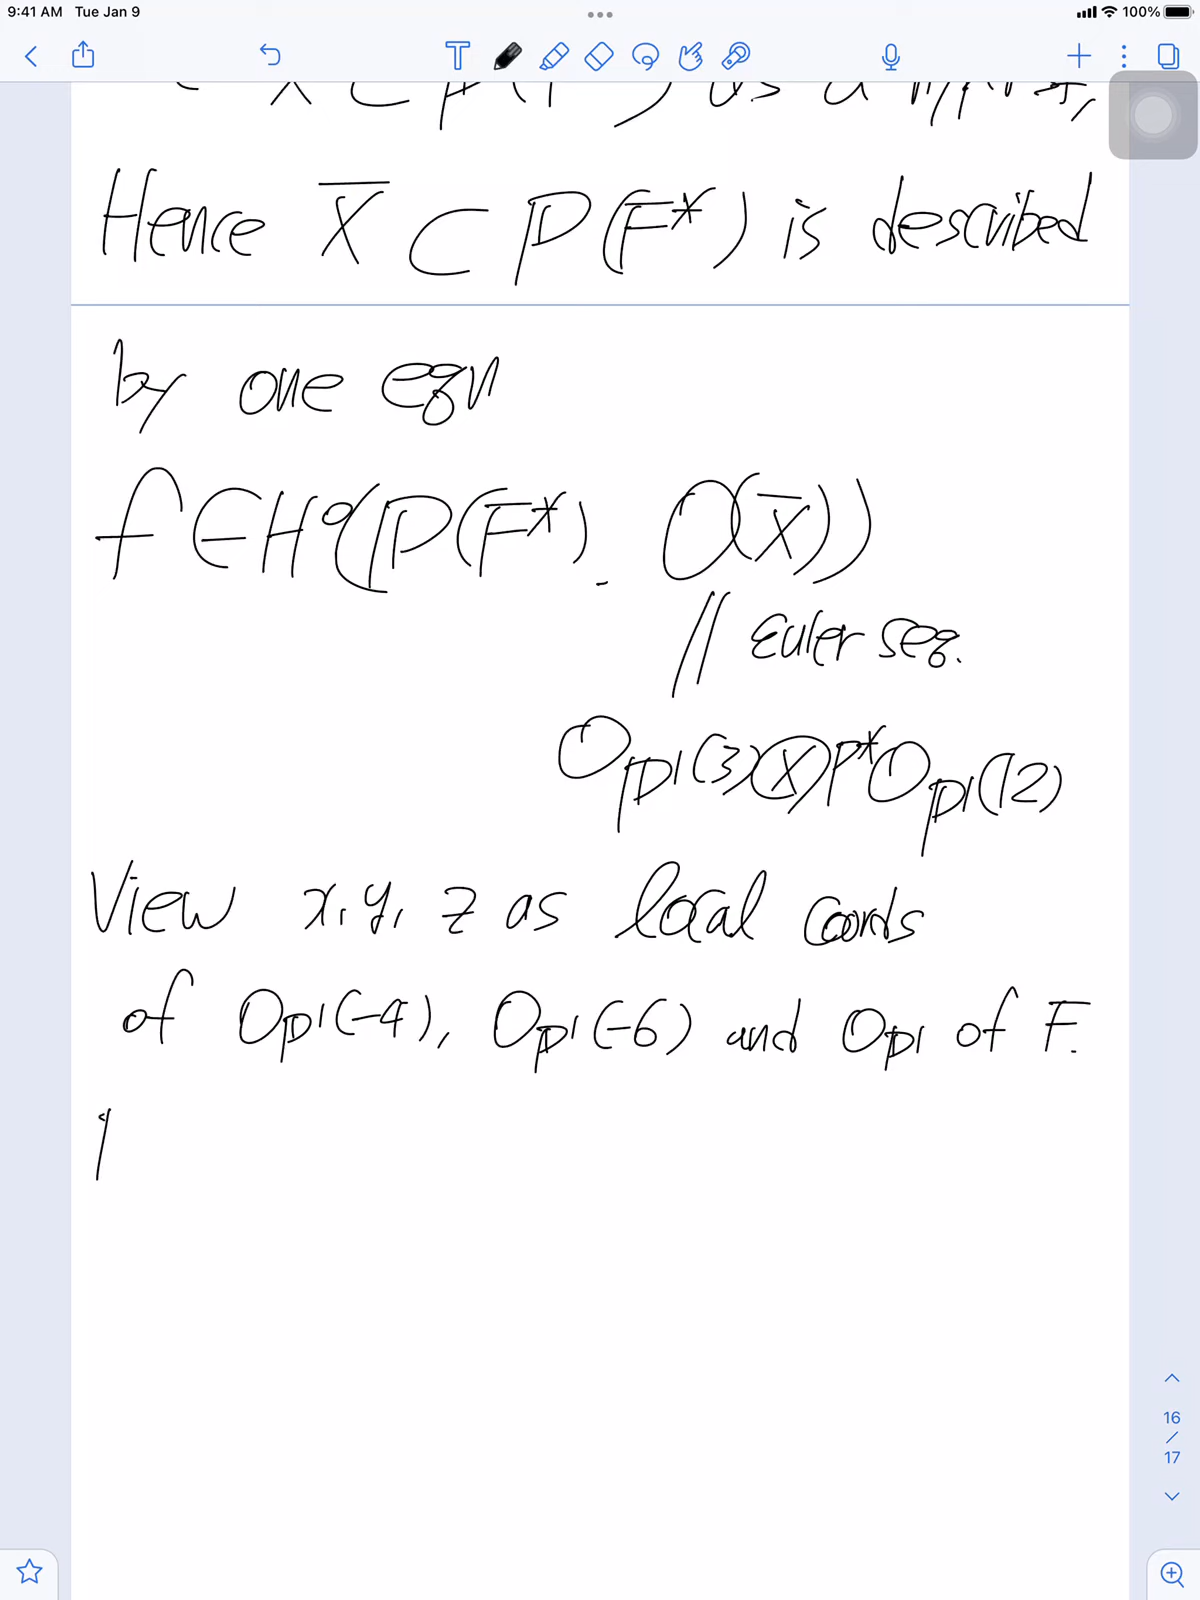 9:41 AM Tue Jan 9
100%
Hence X̅ ⊂ P(F*) is described
by one eqn
f ∈ H⁰(P(F*), O(X̅))
// Euler seq.
O_P1(3) ⊗ p*O_P1(12)
View x, y, z as local coords
of O_P1(-4), O_P1(-6) and O_P1 of F.
16
/
17